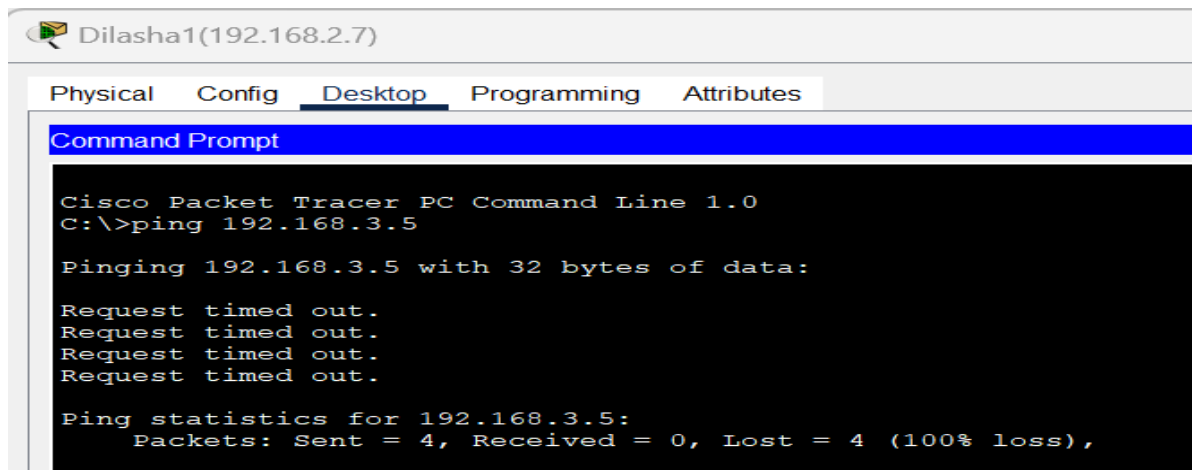 Dilasha1(192.168.2.7)
Physical Config Desktop Programming Attributes
Command Prompt
Cisco Packet Tracer PC Command Line 1.0
C:\>ping 192.168.3.5
Pinging 192.168.3.5 with 32 bytes of data:
Request timed out.
Request timed out.
Request timed out.
Request timed out.
Ping statistics for 192.168.3.5:
Packets: Sent = 4, Received = 0, Lost = 4 (100% loss),